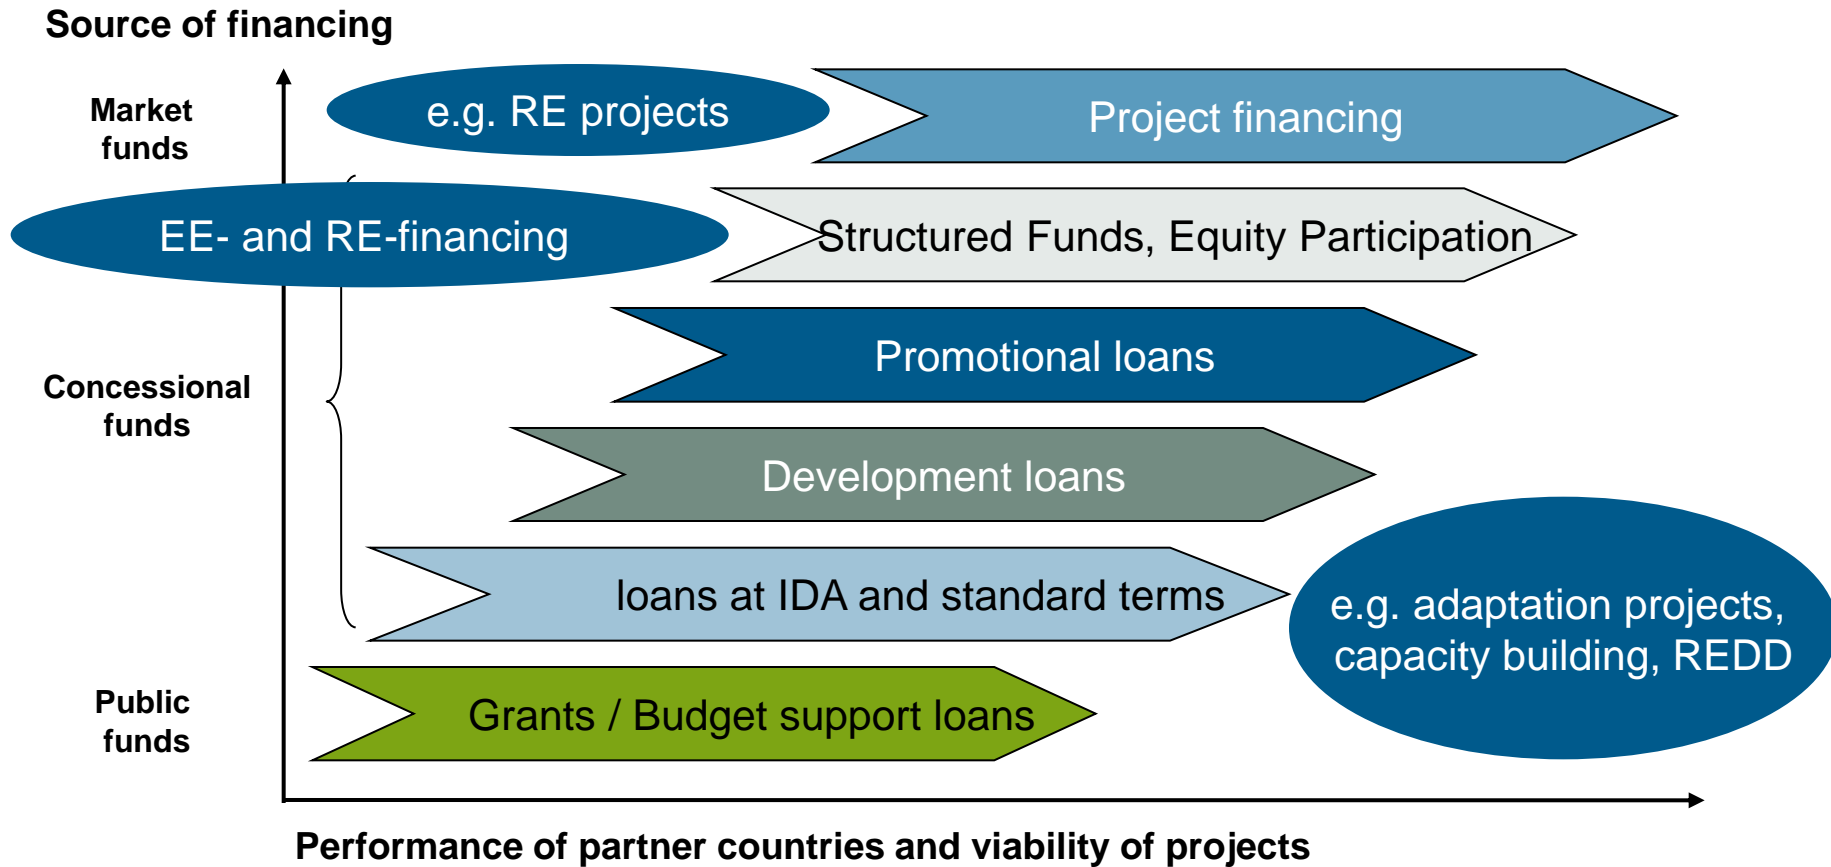 Source of financing
Market
funds
e.g. RE projects
Project financing
EE- and RE-financing
Structured Funds, Equity Participation
Promotional loans
Concessional
funds
Development loans
loans at IDA and standard terms
e.g. adaptation projects,
capacity building, REDD
Public
funds
Grants / Budget support loans
Performance of partner countries and viability of projects